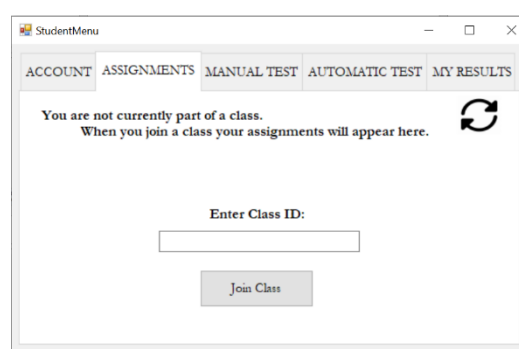 StudentMenu
ACCOUNT ASSIGNMENTS MANUAL TEST AUTOMATIC TEST MY RESULTS
You are not currently part of a class.
When you join a class your assignments will appear here.
Enter Class ID:
Join Class